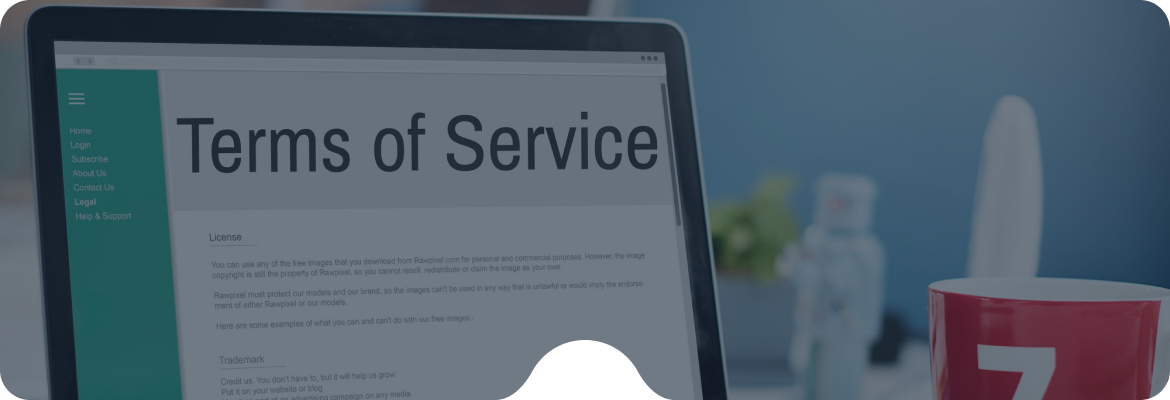 Terms of Service
Home
Login
Subscribe
About Us
Contact Us
Legal
Help & Support
License
You can use any of the free images that you download from Rawpixel.com for personal and commercial purposes. However, the image
copyright is still the property of Rawpixel, so you cannot resell, redistribute or claim the image as your own.
Rawpixel must protect our models and our brand, so the images can't be used in any way that is unlawful or would imply the endorse-
ment of either Rawpixel or our models.
Here are some examples of what you can and can't do with our free images:-
Trademark
Credit us. You don't have to, but it will help us grow.
Put it on your website or blog
advertising campaign on any media
7